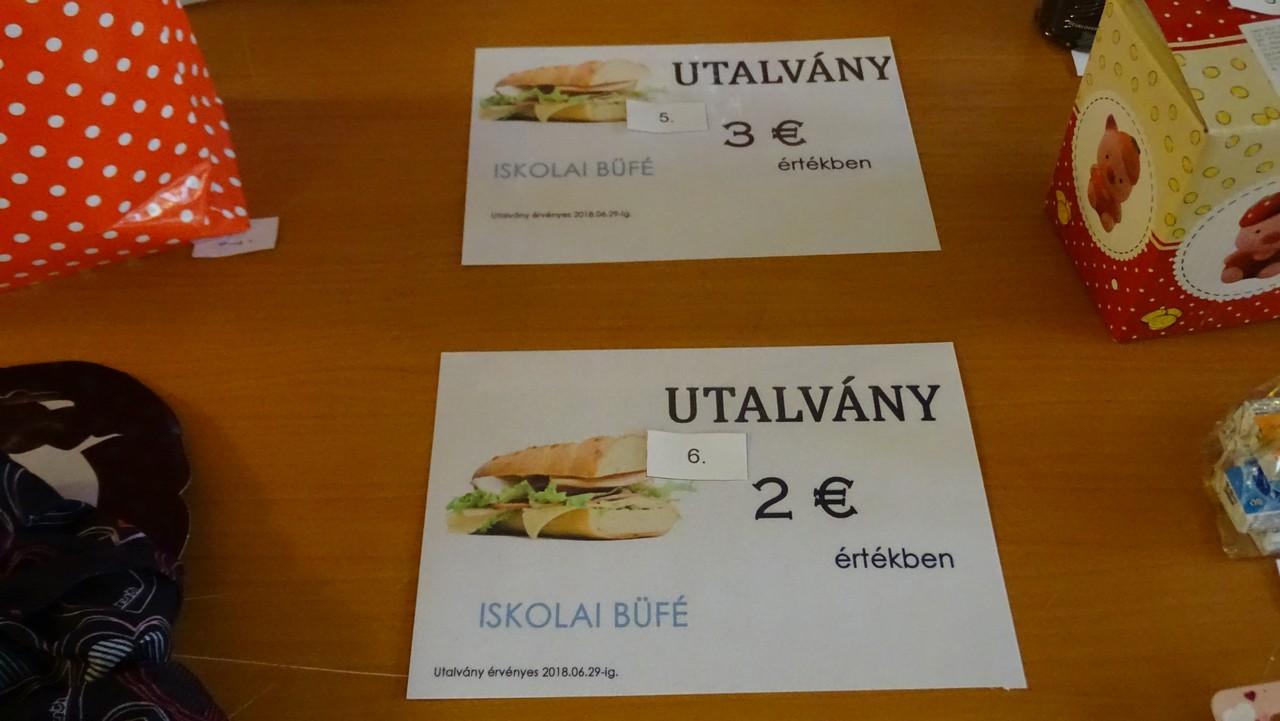 UTALVÁNY
5.
3 €
értékben
ISKOLAI BÜFÉ
Utalvány érvényes 2018.06.29-ig.
UTALVÁNY
6.
2 €
értékben
ISKOLAI BÜFÉ
Utalvány érvényes 2018.06.29-ig.